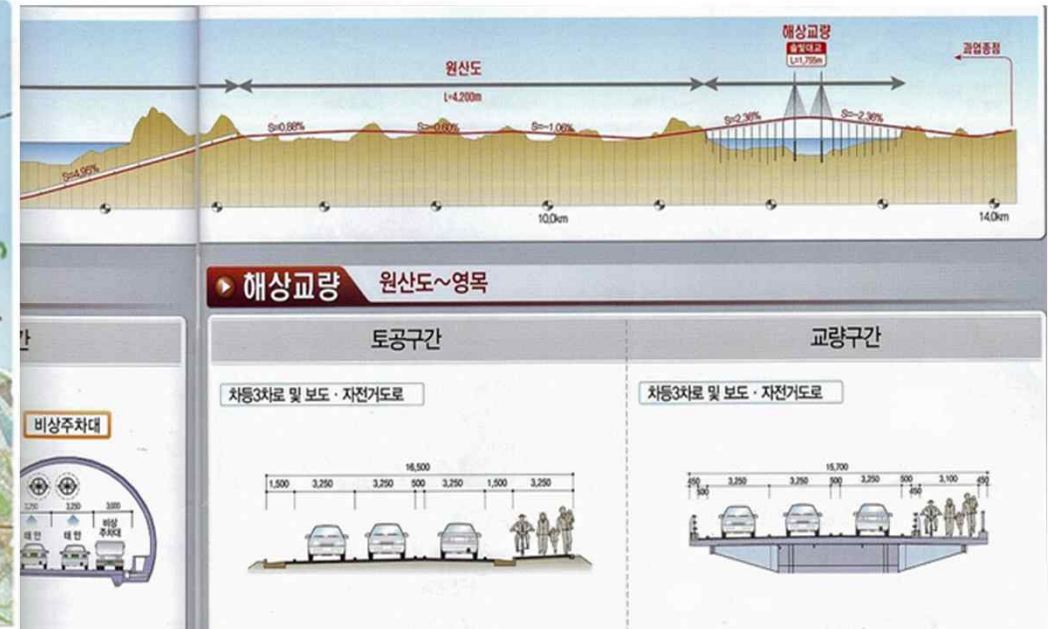 해상교량
솔빛대교
L=1,755m
과업종점
원산도
L=4,200m
S=4.96%
S=0.88%
S=-0.60%
S=-1.06%
S=2.36%
S=-2.36%
10.0km
14.0km
해상교량 원산도~영목
토공구간
교량구간
차등3차로 및 보도 · 자전거도로
차등3차로 및 보도 · 자전거도로
비상주차대
3,250 3,250 3,000
태안 태안 비상
주차대
16,500
1,500 3,250 3,250 500 3,250 1,500 3,250
15,700
450 3,250 3,250 500 3,250 500 3,100 450
500 450